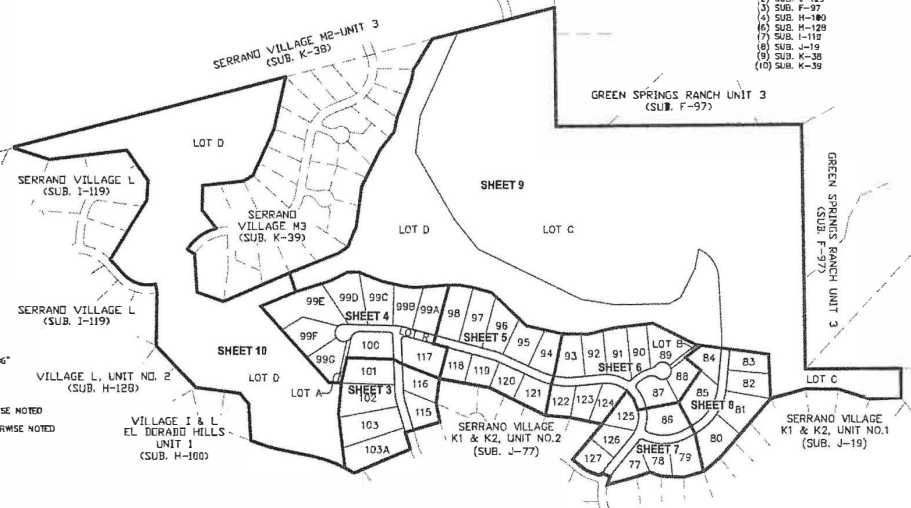 (3) SUB. F-97
(4) SUB. H-100
(6) SUB. H-128
(7) SUB. I-119
(8) SUB. J-19
(9) SUB. K-38
(10) SUB. K-39
SERRANO VILLAGE M2-UNIT 3
(SUB. K-38)
GREEN SPRINGS RANCH UNIT 3
(SUB. F-97)
GREEN SPRINGS RANCH UNIT 3
(SUB. F-97)
LOT D
SERRANO VILLAGE L
(SUB. I-119)
SERRANO
VILLAGE M3
(SUB. K-39)
SHEET 9
LOT D
LOT C
SERRANO VILLAGE L
(SUB. I-119)
99E
99D
99C
99B
99A
98
97
96
95
94
93
92
91
90
89
88
87
86
85
84
83
82
81
80
79
78
77
SHEET 4
SHEET 5
SHEET 6
LOT B
LOT R
99F
99G
100
SHEET 10
LOT D
LOT A
101
SHEET 3
102
103
103A
117
116
115
118
119
120
121
122
123
124
125
126
127
SHEET 7
SHEET 8
LOT C
VILLAGE L, UNIT NO. 2
(SUB. H-128)
SE NOTED
RWISE NOTED
VILLAGE I & L
EL DORADO HILLS
UNIT 1
(SUB. H-100)
SERRANO VILLAGE
K1 & K2, UNIT NO.2
(SUB. J-77)
SERRANO VILLAGE
K1 & K2, UNIT NO.1
(SUB. J-19)